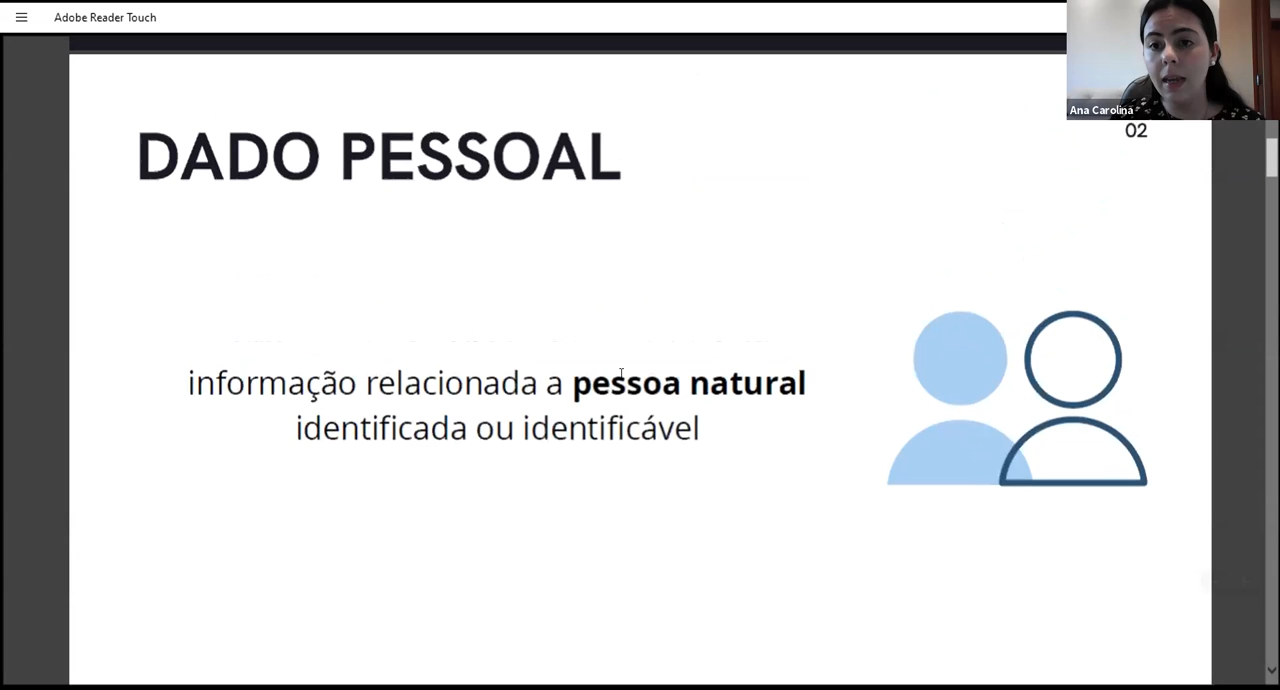 Adobe Reader Touch
Ana Carolina
02
DADO PESSOAL
informação relacionada a pessoa natural
identificada ou identificável